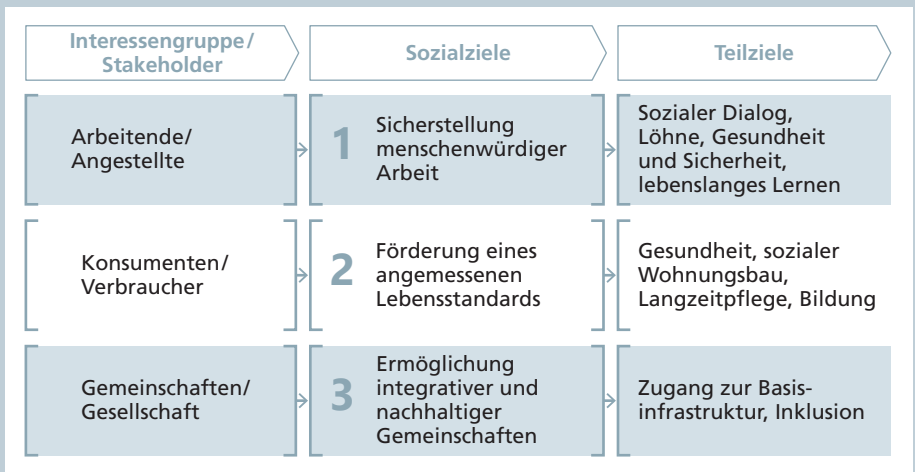 Interessengruppe/
Stakeholder
Sozialziele
Teilziele
Arbeitende/
Angestellte
1
Sicherstellung
menschenwürdiger
Arbeit
Sozialer Dialog,
Löhne, Gesundheit
und Sicherheit,
lebenslanges Lernen
Konsumenten/
Verbraucher
2
Förderung eines
angemessenen
Lebensstandards
Gesundheit, sozialer
Wohnungsbau,
Langzeitpflege, Bildung
Gemeinschaften/
Gesellschaft
3
Ermöglichung
integrativer und
nachhaltiger
Gemeinschaften
Zugang zur Basis-
infrastruktur, Inklusion